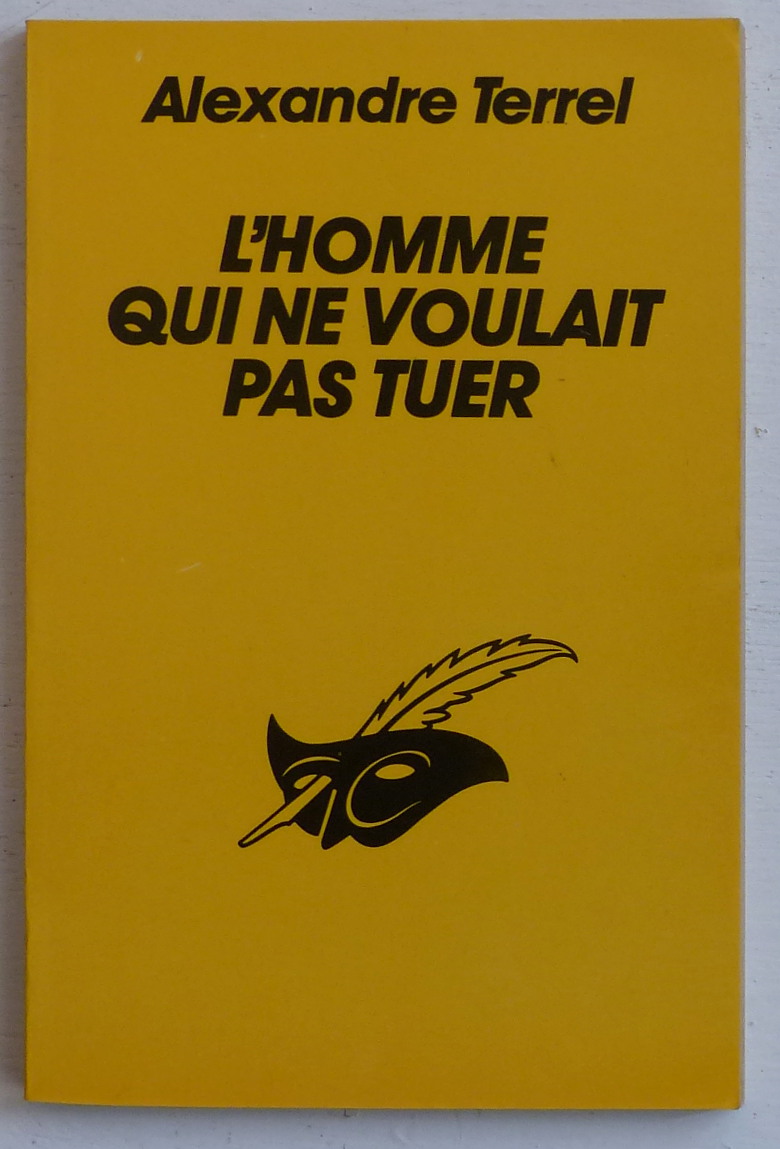 Alexandre Terrel
L'HOMME
QUI NE VOULAIT
PAS TUER